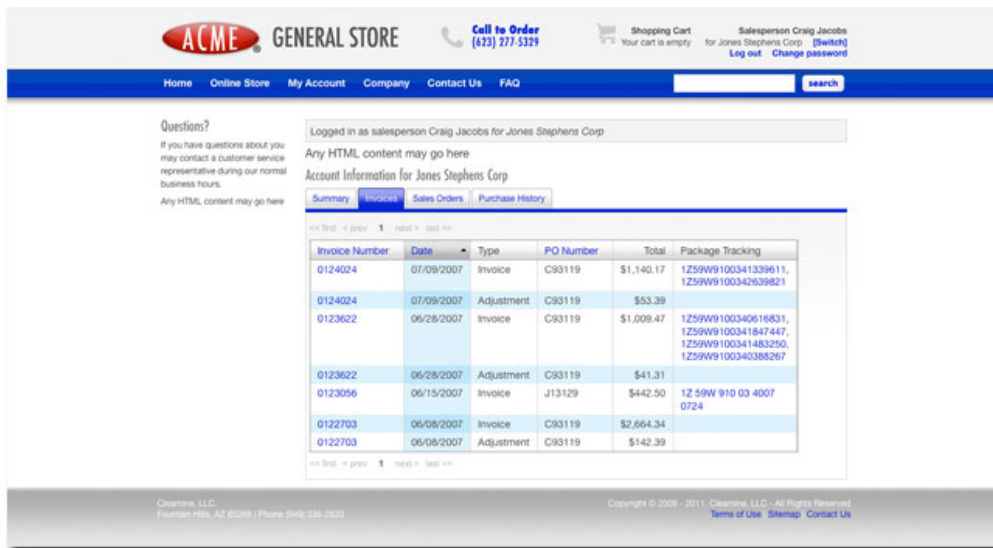 ACME GENERAL STORE
Call to Order
(623) 277-5329
Shopping Cart
Your cart is empty
Salesperson Craig Jacobs
for Jones Stephens Corp [Switch]
Log out Change password
Home Online Store My Account Company Contact Us FAQ search
Questions?
If you have questions about you
may contact a customer service
representative during our normal
business hours.
Any HTML content may go here
Logged in as salesperson Craig Jacobs for Jones Stephens Corp
Any HTML content may go here
Account Information for Jones Stephens Corp
Summary Invoices Sales Orders Purchase History
<< first < prev 1 next > last >>
Invoice Number Date Type PO Number Total Package Tracking
0124024 07/09/2007 Invoice C93119 $1,140.17 1Z59W9100341339611,
1Z59W9100342639821
0124024 07/09/2007 Adjustment C93119 $53.39
0123622 06/28/2007 Invoice C93119 $1,009.47 1Z59W9100340616831,
1Z59W9100341847447,
1Z59W9100341483250,
1Z59W9100340388267
0123622 06/28/2007 Adjustment C93119 $41.31
0123056 06/15/2007 Invoice J13129 $442.50 1Z 59W 910 03 4007
0724
0122703 06/08/2007 Invoice C93119 $2,664.34
0122703 06/08/2007 Adjustment C93119 $142.39
<< first < prev 1 next > last >>
Clearnine, LLC.
Fountain Hills, AZ 85268 | Phone
Copyright © 2009 - 2011, Clearnine, LLC - All Rights Reserved
Terms of Use Sitemap Contact Us